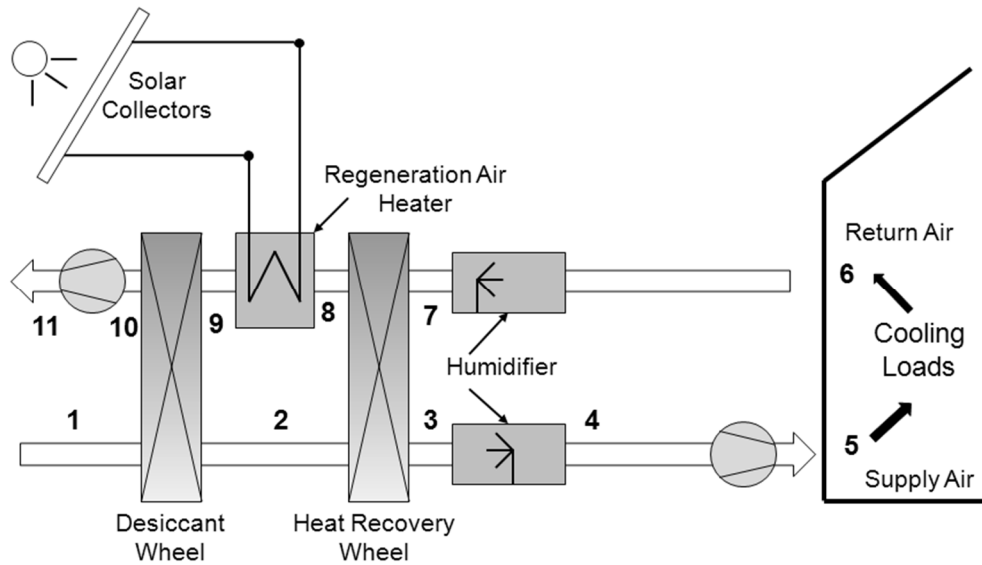 Solar
Collectors
Regeneration Air
Heater
Return Air
6
11
10
9
8
7
Cooling
Loads
Humidifier
1
2
3
4
5
Supply Air
Desiccant
Wheel
Heat Recovery
Wheel